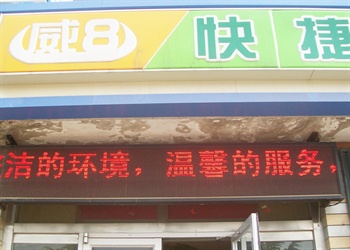 威8 快捷
洁的环境，温馨的服务，